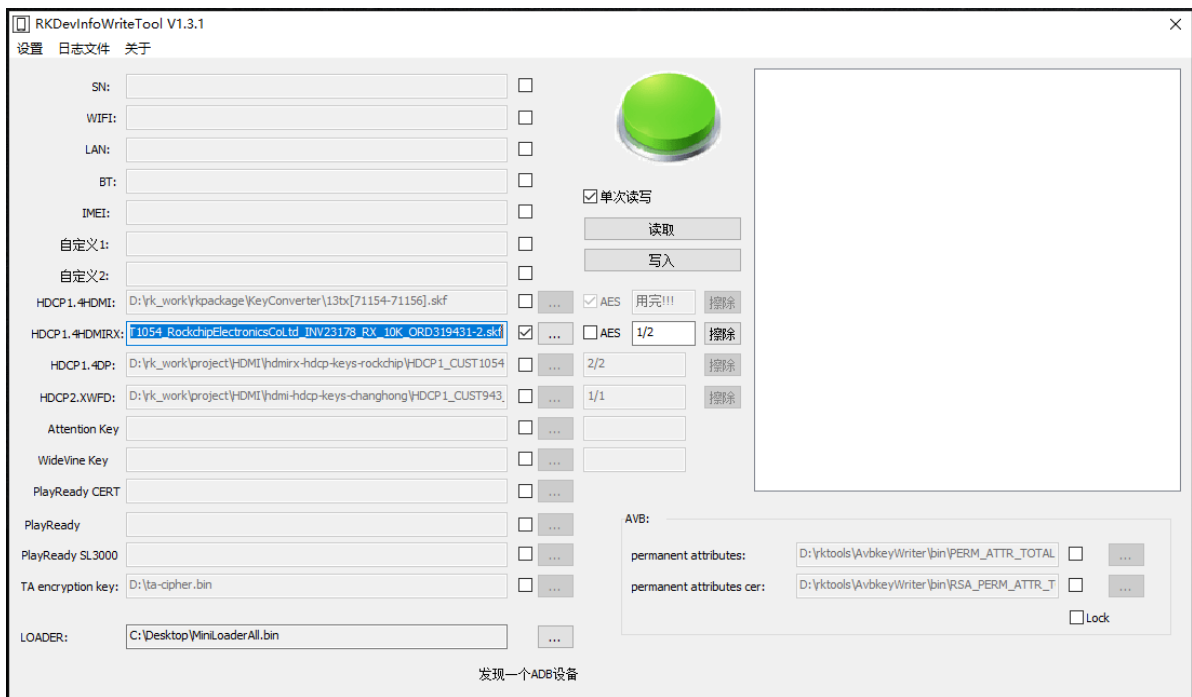 RKDevInfoWriteTool V1.3.1
设置 日志文件 关于
SN:
WIFI:
LAN:
BT:
IMEI:
自定义1:
自定义2:
单次读写
读取
写入
HDCP1.4HDMI: D:\rk_work\rkpackage\KeyConverter\13tx[71154-71156].skf ... AES 用完!!! 擦除
HDCP1.4HDMIRX: T1054_RockchipElectronicsCoLtd_INV23178_RX_10K_ORD319431-2.skf ... AES 1/2 擦除
HDCP1.4DP: D:\rk_work\project\HDMI\hdmirx-hdcp-keys-rockchip\HDCP1_CUST1054 ... 2/2 擦除
HDCP2.XWFD: D:\rk_work\project\HDMI\hdmi-hdcp-keys-changhong\HDCP1_CUST943_ ... 1/1 擦除
Attention Key ...
WideVine Key ...
PlayReady CERT ...
PlayReady ...
PlayReady SL3000 ...
TA encryption key: D:\ta-cipher.bin ...
LOADER: C:\Desktop\MiniLoaderAll.bin ...
AVB:
permanent attributes: D:\rktools\AvbkeyWriter\bin\PERM_ATTR_TOTAL ...
permanent attributes cer: D:\rktools\AvbkeyWriter\bin\RSA_PERM_ATTR_T ...
Lock
发现一个ADB设备